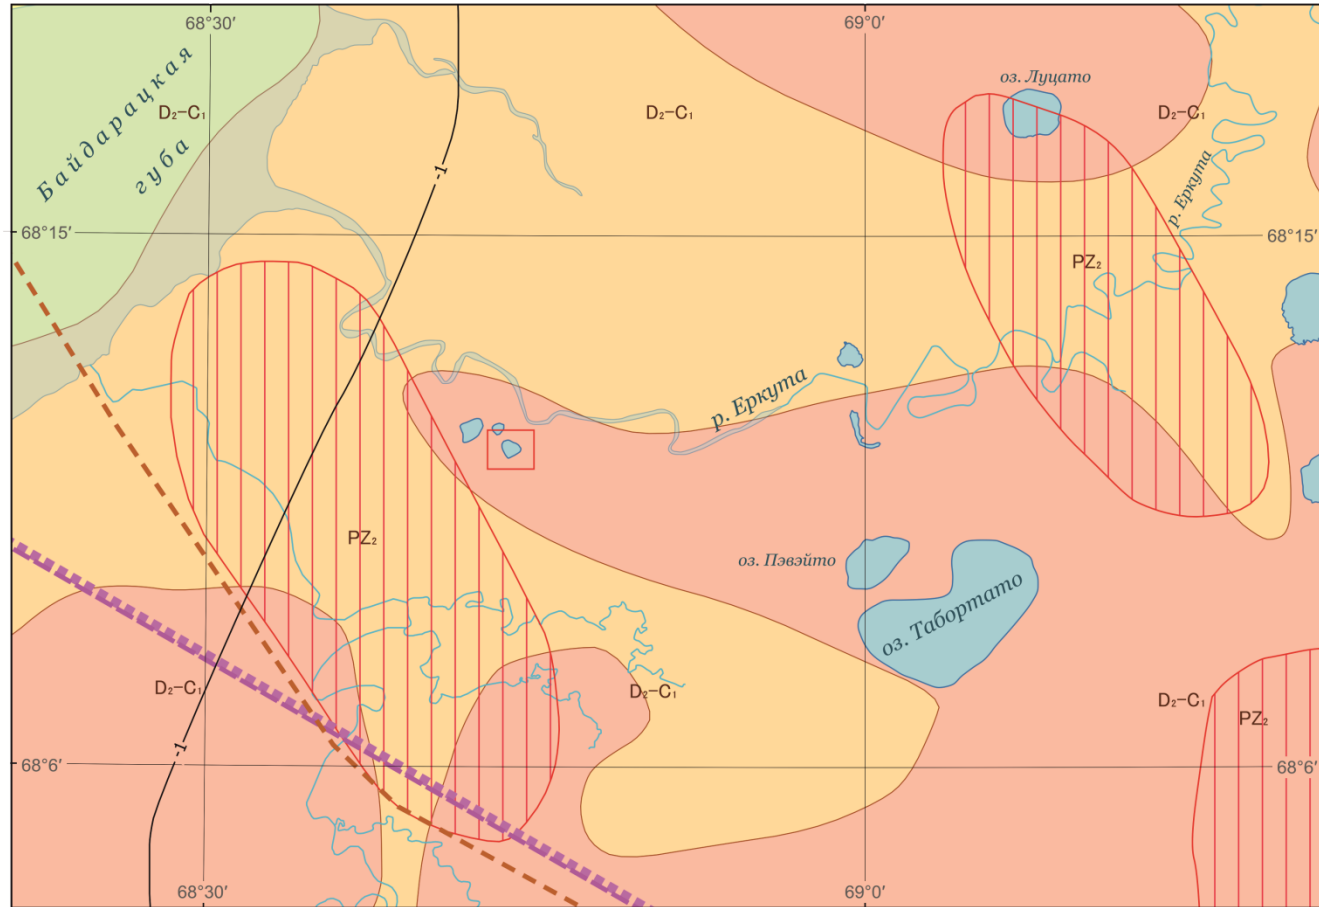 68°30′
69°0′
Байдарацкая
губа
оз. Луцато
D₂–C₁
D₂–C₁
D₂–C₁
-1
р. Еркута
68°15′
68°15′
PZ₂
р. Еркута
PZ₂
оз. Пэвэйто
оз. Табортато
D₂–C₁
D₂–C₁
D₂–C₁
PZ₂
-1
68°6′
68°6′
68°30′
69°0′